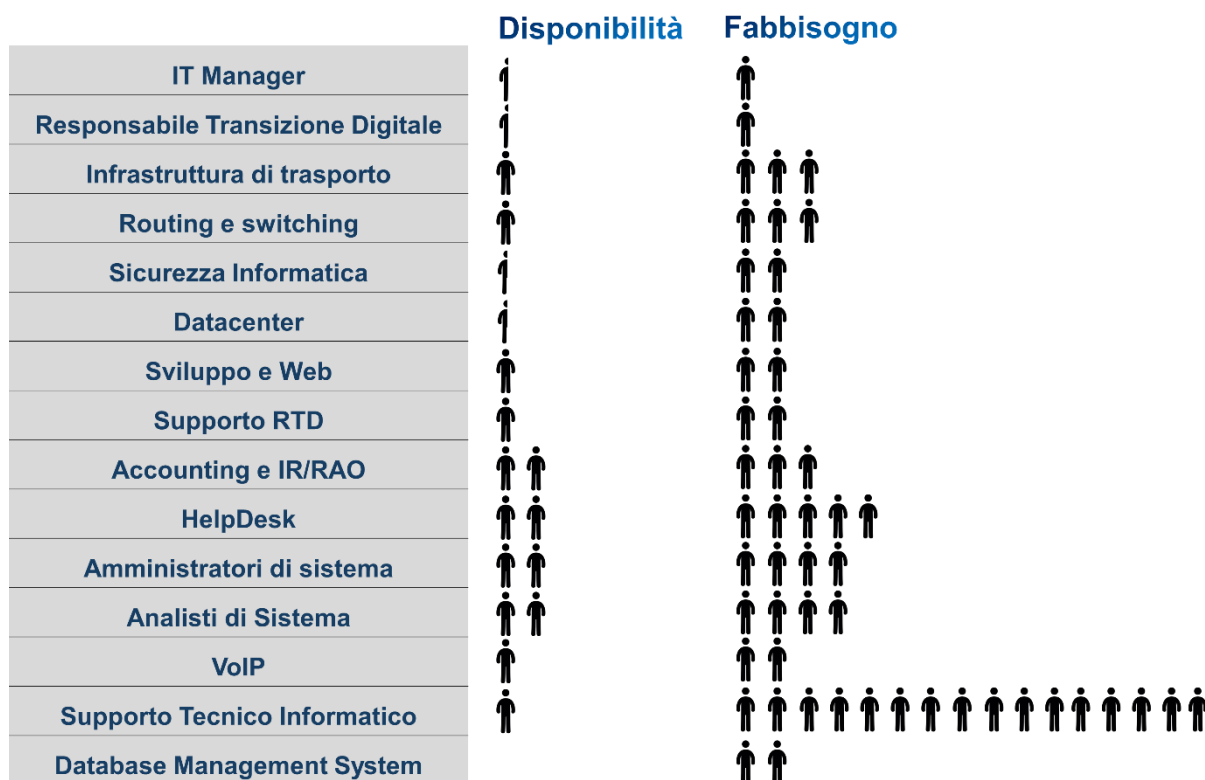 Disponibilità Fabbisogno
IT Manager
Responsabile Transizione Digitale
Infrastruttura di trasporto
Routing e switching
Sicurezza Informatica
Datacenter
Sviluppo e Web
Supporto RTD
Accounting e IR/RAO
HelpDesk
Amministratori di sistema
Analisti di Sistema
VoIP
Supporto Tecnico Informatico
Database Management System